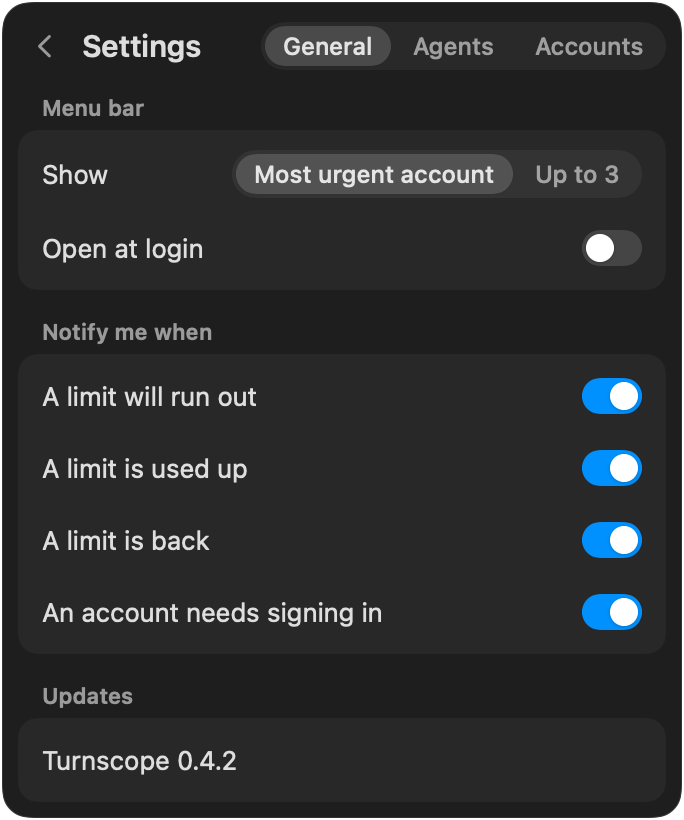 Settings
General
Agents
Accounts
Menu bar
Show
Most urgent account
Up to 3
Open at login
Notify me when
A limit will run out
A limit is used up
A limit is back
An account needs signing in
Updates
Turnscope 0.4.2